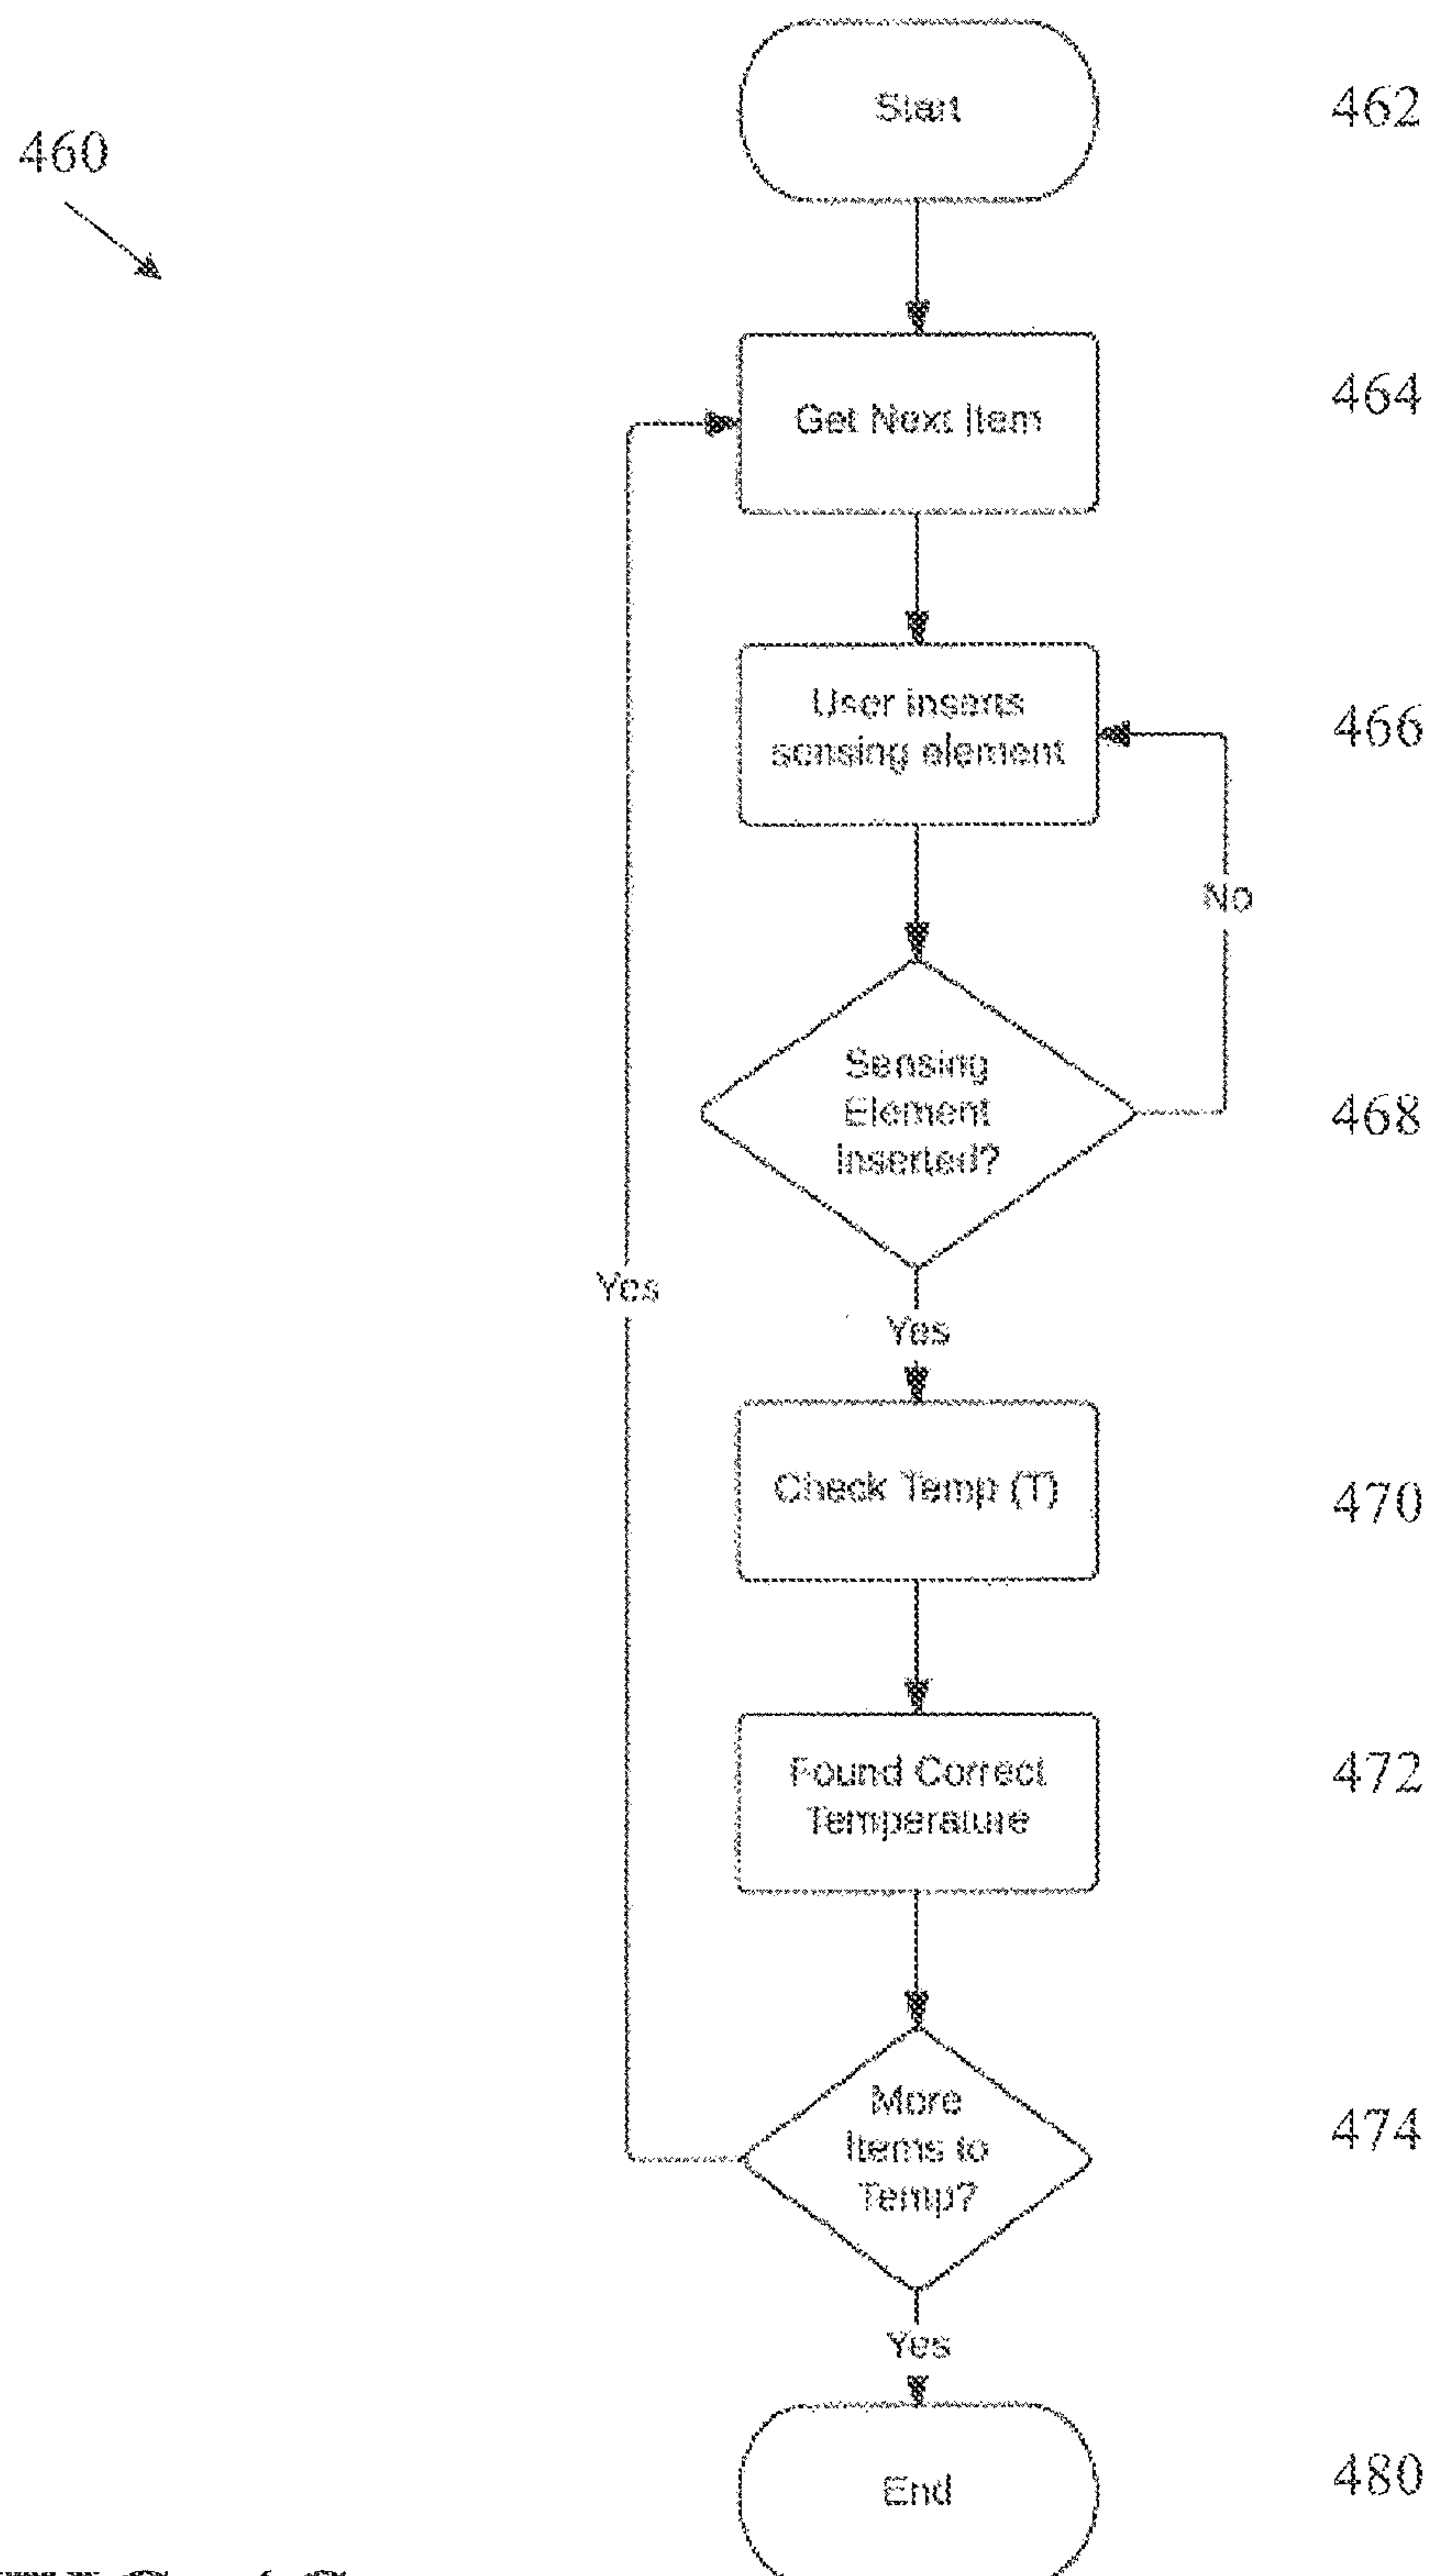 460
Start
462
Get Next Item
464
User inserts
sensing element
466
No
Sensing
Element
Inserted?
468
Yes
Yes
Check Temp (T)
470
Found Correct
Temperature
472
More
Items to
Temp?
474
Yes
End
480